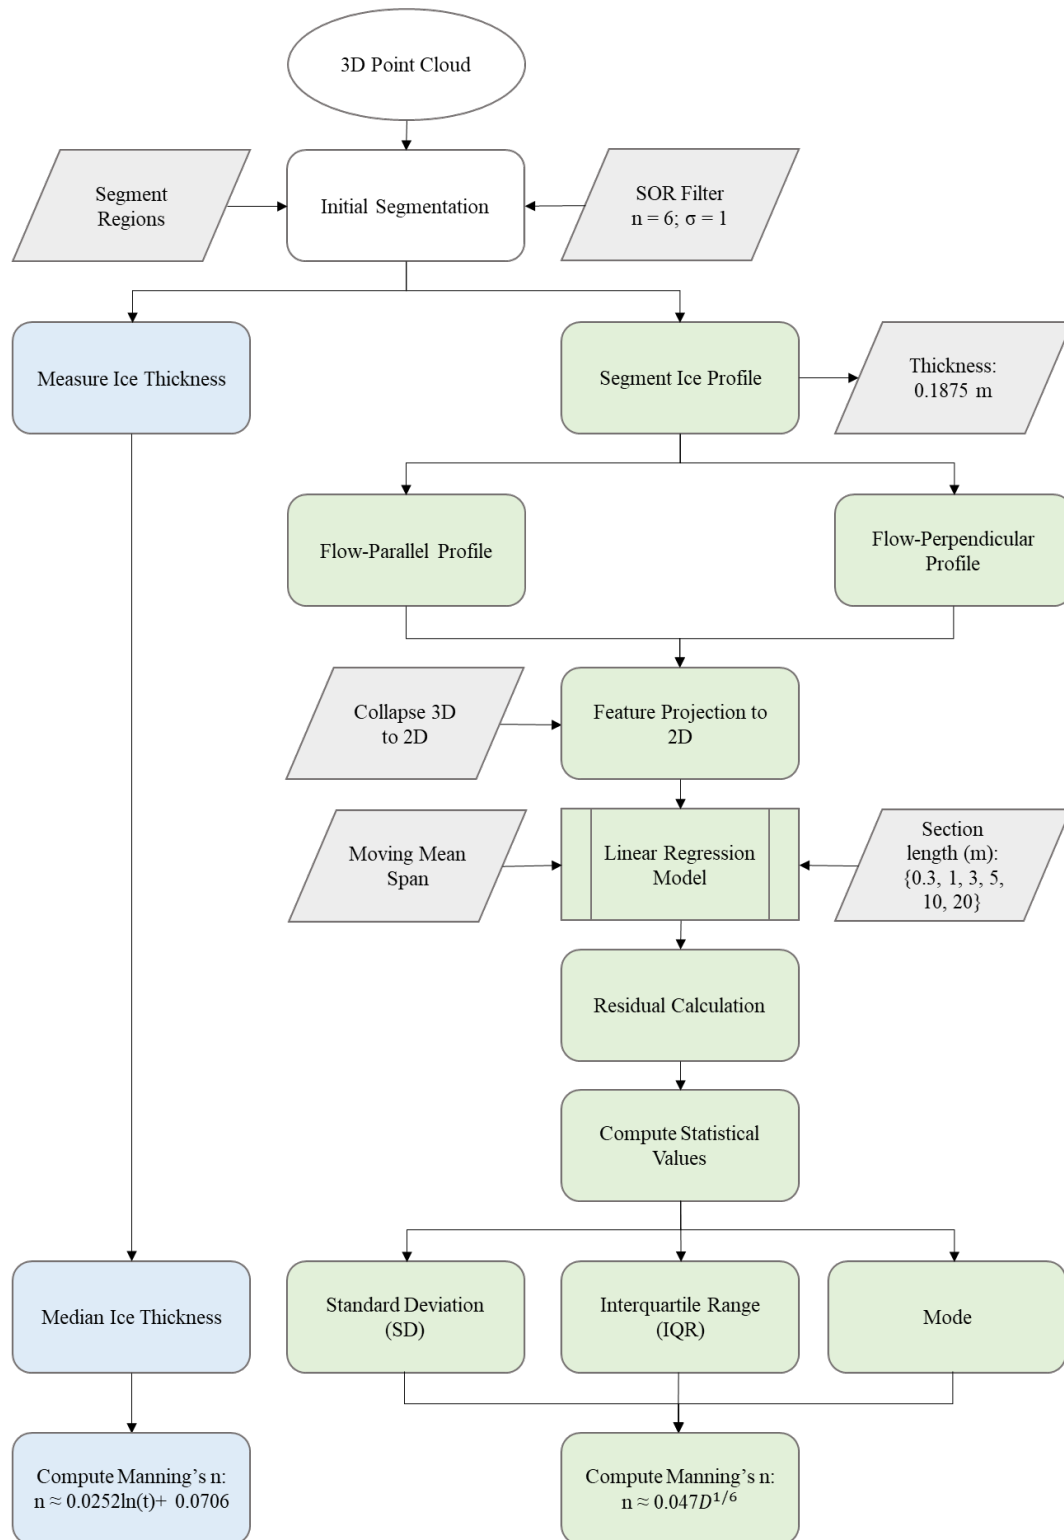 3D Point Cloud
Segment
Regions
Initial Segmentation
SOR Filter
n = 6; σ = 1
Measure Ice Thickness
Segment Ice Profile
Thickness:
0.1875 m
Flow-Parallel Profile
Flow-Perpendicular
Profile
Collapse 3D
to 2D
Feature Projection to
2D
Moving Mean
Span
Linear Regression
Model
Section
length (m):
{0.3, 1, 3, 5,
10, 20}
Residual Calculation
Compute Statistical
Values
Median Ice Thickness
Standard Deviation
(SD)
Interquartile Range
(IQR)
Mode
Compute Manning’s n:
n ≈ 0.0252ln(t)+ 0.0706
Compute Manning’s n:
n ≈ 0.047𝐷^{1/6}